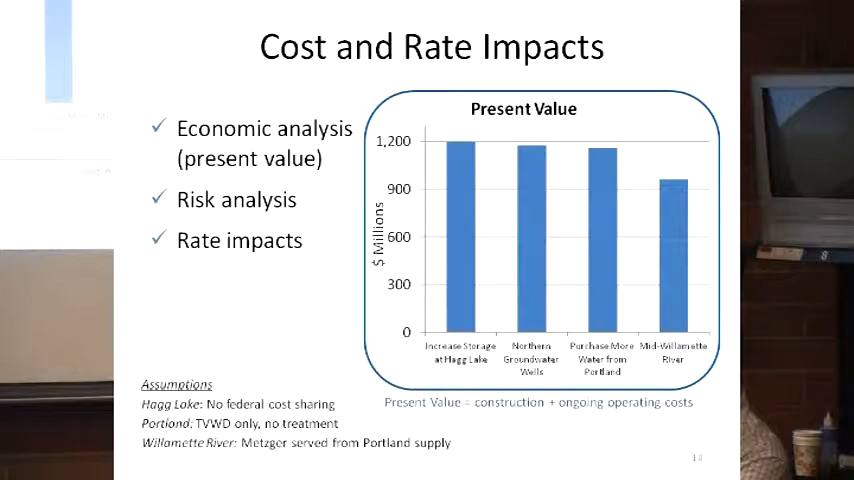 Cost and Rate Impacts
✓ Economic analysis
(present value)
✓ Risk analysis
✓ Rate impacts
Present Value
1,200
900
600
300
0
$ Millions
Increase Storage
at Hagg Lake
Northern
Groundwater
Wells
Purchase More
Water from
Portland
Mid-Willamette
River
Present Value = construction + ongoing operating costs
Assumptions
Hagg Lake: No federal cost sharing
Portland: TVWD only, no treatment
Willamette River: Metzger served from Portland supply